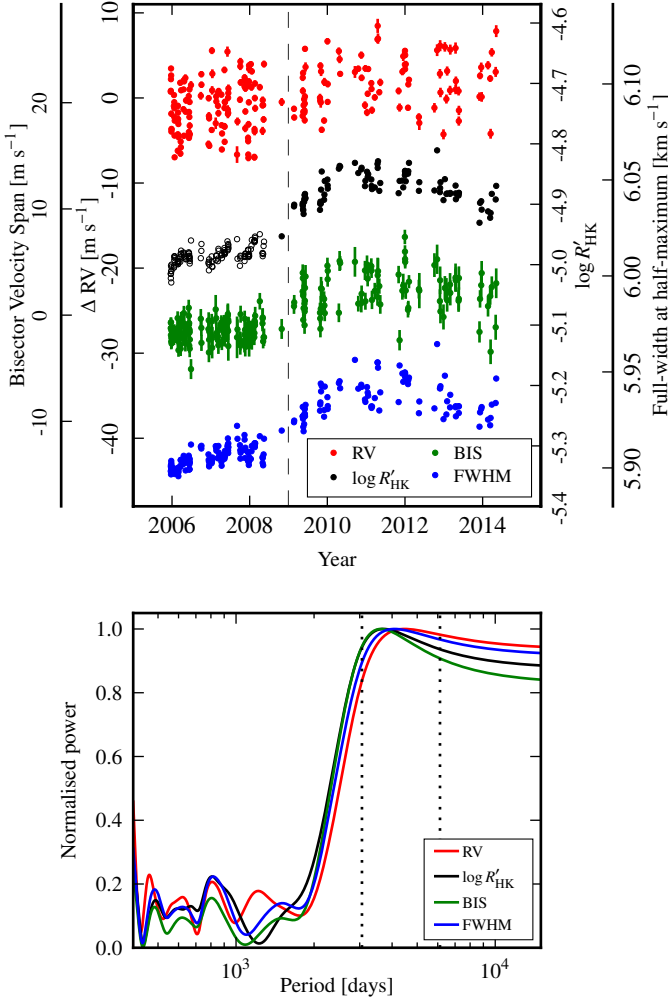 Bisector Velocity Span [m s⁻¹]
20
10
0
-10
Δ RV [m s⁻¹]
10
0
-10
-20
-30
-40
-4.6
-4.7
-4.8
-4.9
-5.0
-5.1
-5.2
-5.3
-5.4
log R′HK
6.10
6.05
6.00
5.95
5.90
Full-width at half-maximum [km s⁻¹]
RV
log R′HK
BIS
FWHM
2006 2008 2010 2012 2014
Year
Normalised power
1.0
0.8
0.6
0.4
0.2
0.0
RV
log R′HK
BIS
FWHM
10³ 10⁴
Period [days]